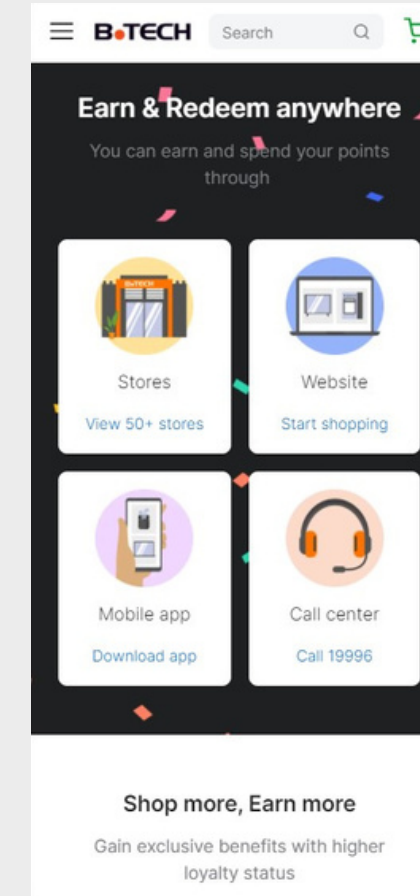 B.TECH
Search
Earn & Redeem anywhere
You can earn and spend your points
through
B.TECH
Stores
View 50+ stores
Website
Start shopping
Mobile app
Download app
Call center
Call 19996
Shop more, Earn more
Gain exclusive benefits with higher
loyalty status